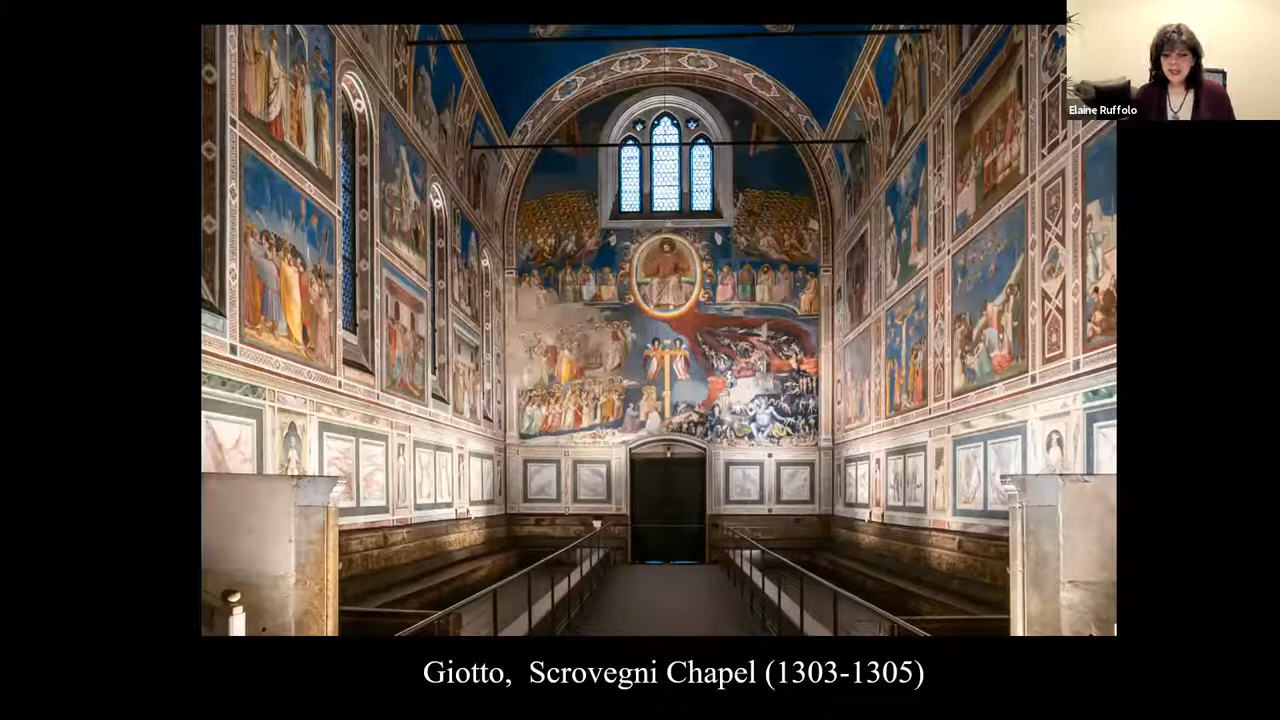 Elaine Ruffolo
Giotto, Scrovegni Chapel (1303-1305)